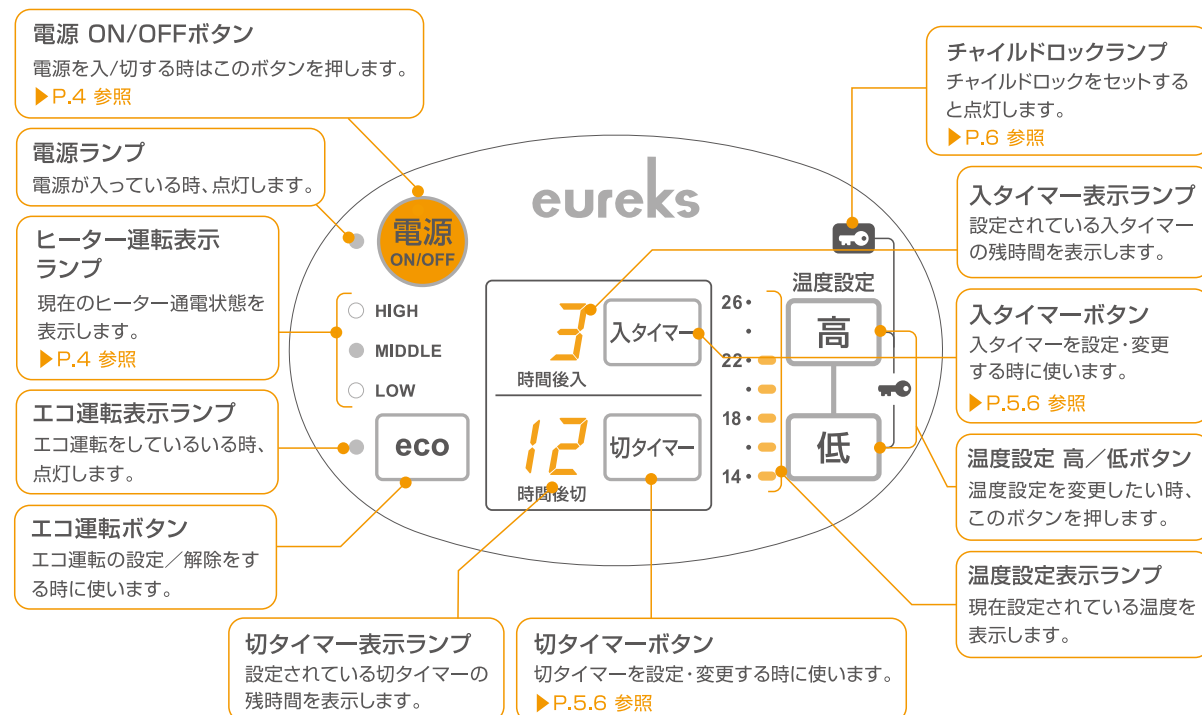 電源 ON/OFFボタン
電源を入/切する時はこのボタンを押します。
▶P.4 参照
電源ランプ
電源が入っている時、点灯します。
ヒーター運転表示
ランプ
現在のヒーター通電状態を
表示します。
▶P.4 参照
エコ運転表示ランプ
エコ運転をしているいる時、
点灯します。
エコ運転ボタン
エコ運転の設定／解除をす
る時に使います。
eureks
電源
ON/OFF
HIGH
MIDDLE
LOW
eco
3
時間後入
入タイマー
12
時間後切
切タイマー
26・
・
22・
・
18・
・
14・
温度設定
高
低
チャイルドロックランプ
チャイルドロックをセットする
と点灯します。
▶P.6 参照
入タイマー表示ランプ
設定されている入タイマー
の残時間を表示します。
入タイマーボタン
入タイマーを設定・変更
する時に使います。
▶P.5.6 参照
温度設定 高／低ボタン
温度設定を変更したい時、
このボタンを押します。
温度設定表示ランプ
現在設定されている温度を
表示します。
切タイマー表示ランプ
設定されている切タイマーの
残時間を表示します。
切タイマーボタン
切タイマーを設定・変更する時に使います。
▶P.5.6 参照